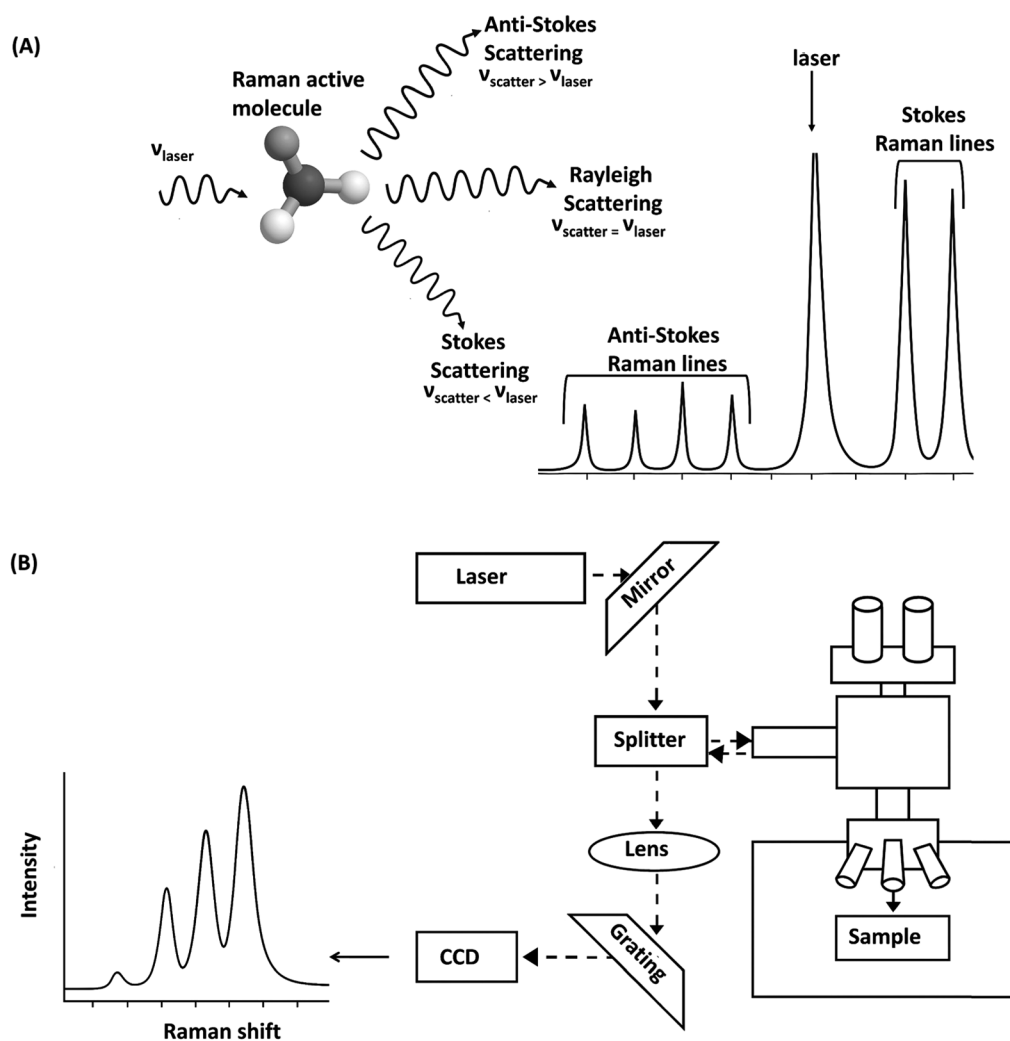 (A)
Anti-Stokes
Scattering
νscatter > νlaser
Raman active
molecule
νlaser
Rayleigh
Scattering
νscatter = νlaser
Stokes
Scattering
νscatter < νlaser
laser
Stokes
Raman lines
Anti-Stokes
Raman lines
(B)
Laser
Mirror
Splitter
Lens
Grating
CCD
Sample
Intensity
Raman shift